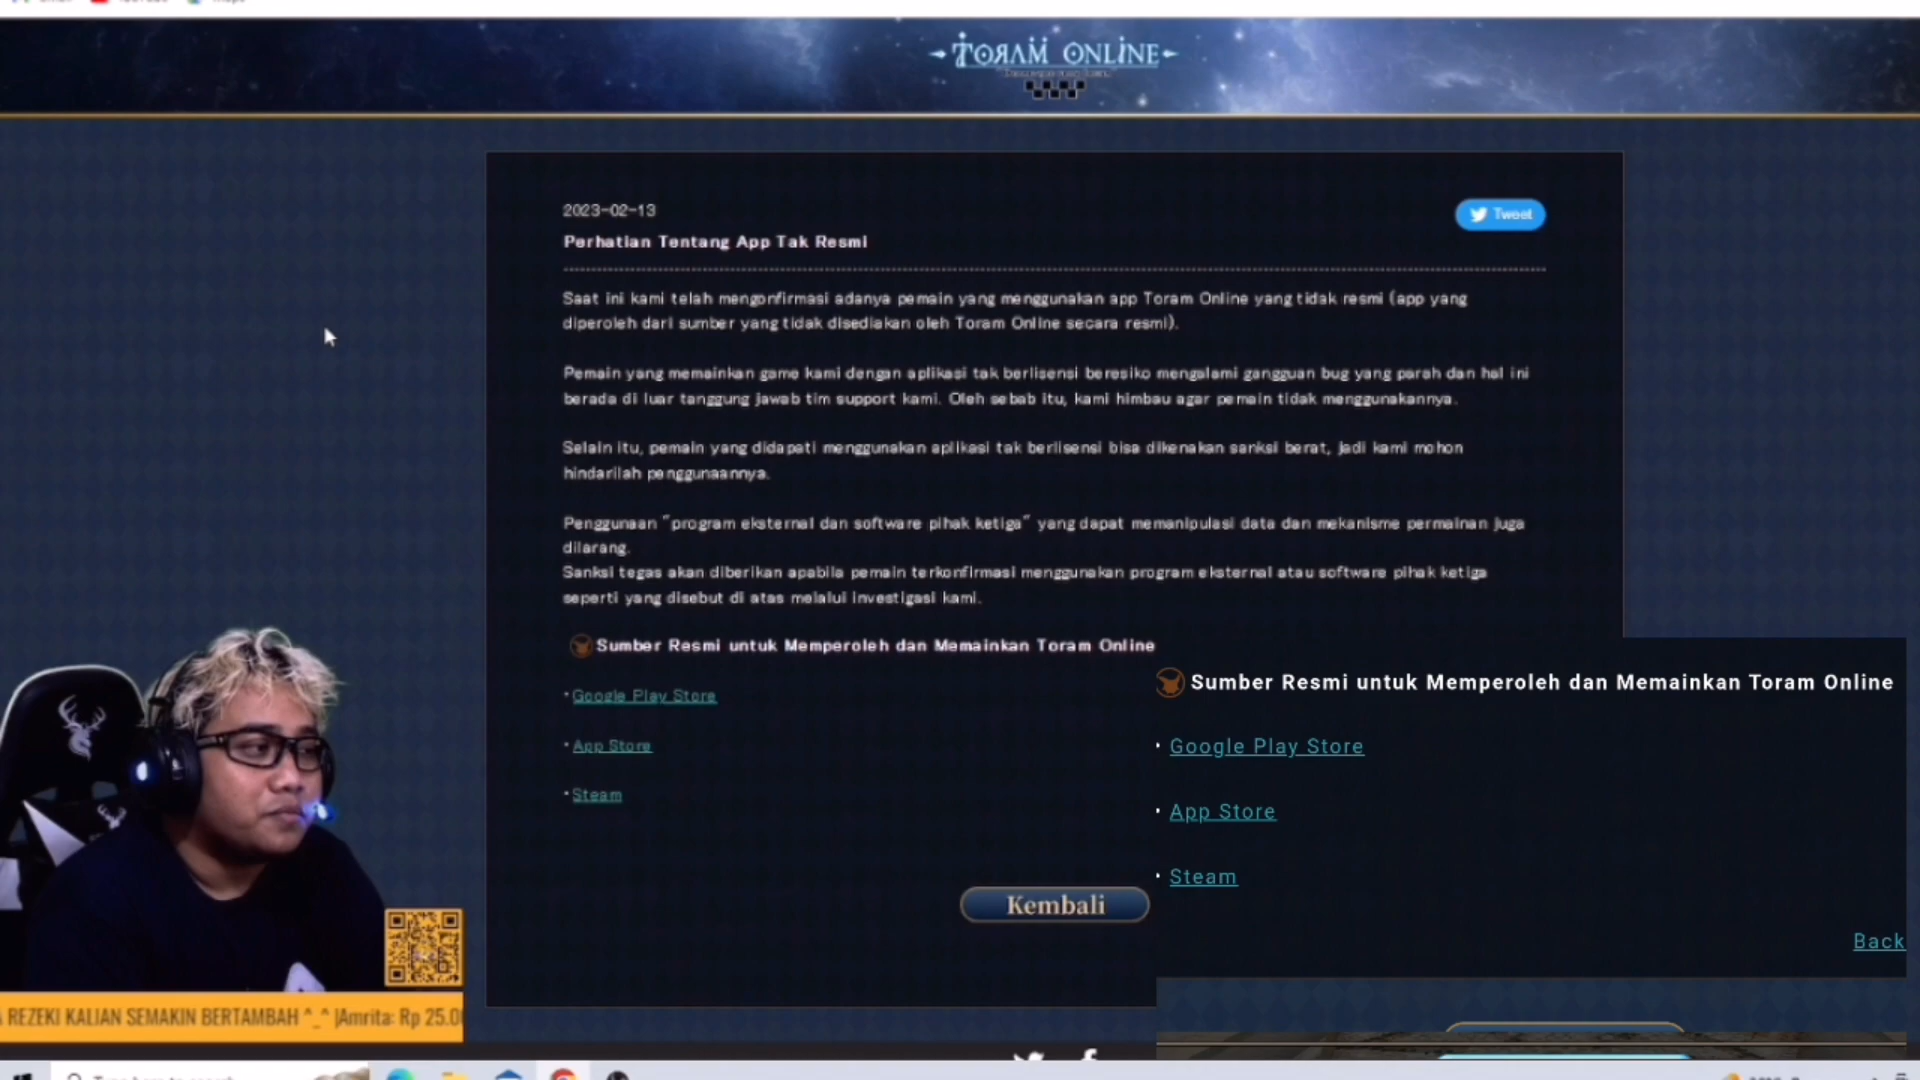 TORAM ONLINE
2023-02-13
Tweet
Perhatian Tentang App Tak Resmi
Saat ini kami telah mengonfirmasi adanya pemain yang menggunakan app Toram Online yang tidak resmi (app yang
diperoleh dari sumber yang tidak disediakan oleh Toram Online secara resmi).
Pemain yang memainkan game kami dengan aplikasi tak berlisensi beresiko mengalami gangguan bug yang parah dan hal ini
berada di luar tanggung jawab tim support kami. Oleh sebab itu, kami himbau agar pemain tidak menggunakannya.
Selain itu, pemain yang didapati menggunakan aplikasi tak berlisensi bisa dikenakan sanksi berat, jadi kami mohon
hindarilah penggunaannya.
Penggunaan "program eksternal dan software pihak ketiga" yang dapat memanipulasi data dan mekanisme permainan juga
dilarang.
Sanksi tegas akan diberikan apabila pemain terkonfirmasi menggunakan program eksternal atau software pihak ketiga
seperti yang disebut di atas melalui investigasi kami.
Sumber Resmi untuk Memperoleh dan Memainkan Toram Online
・Google Play Store
・App Store
・Steam
Kembali
Sumber Resmi untuk Memperoleh dan Memainkan Toram Online
・Google Play Store
・App Store
・Steam
Back
REZEKI KALIAN SEMAKIN BERTAMBAH ^_^ |Amrita: Rp 25.0